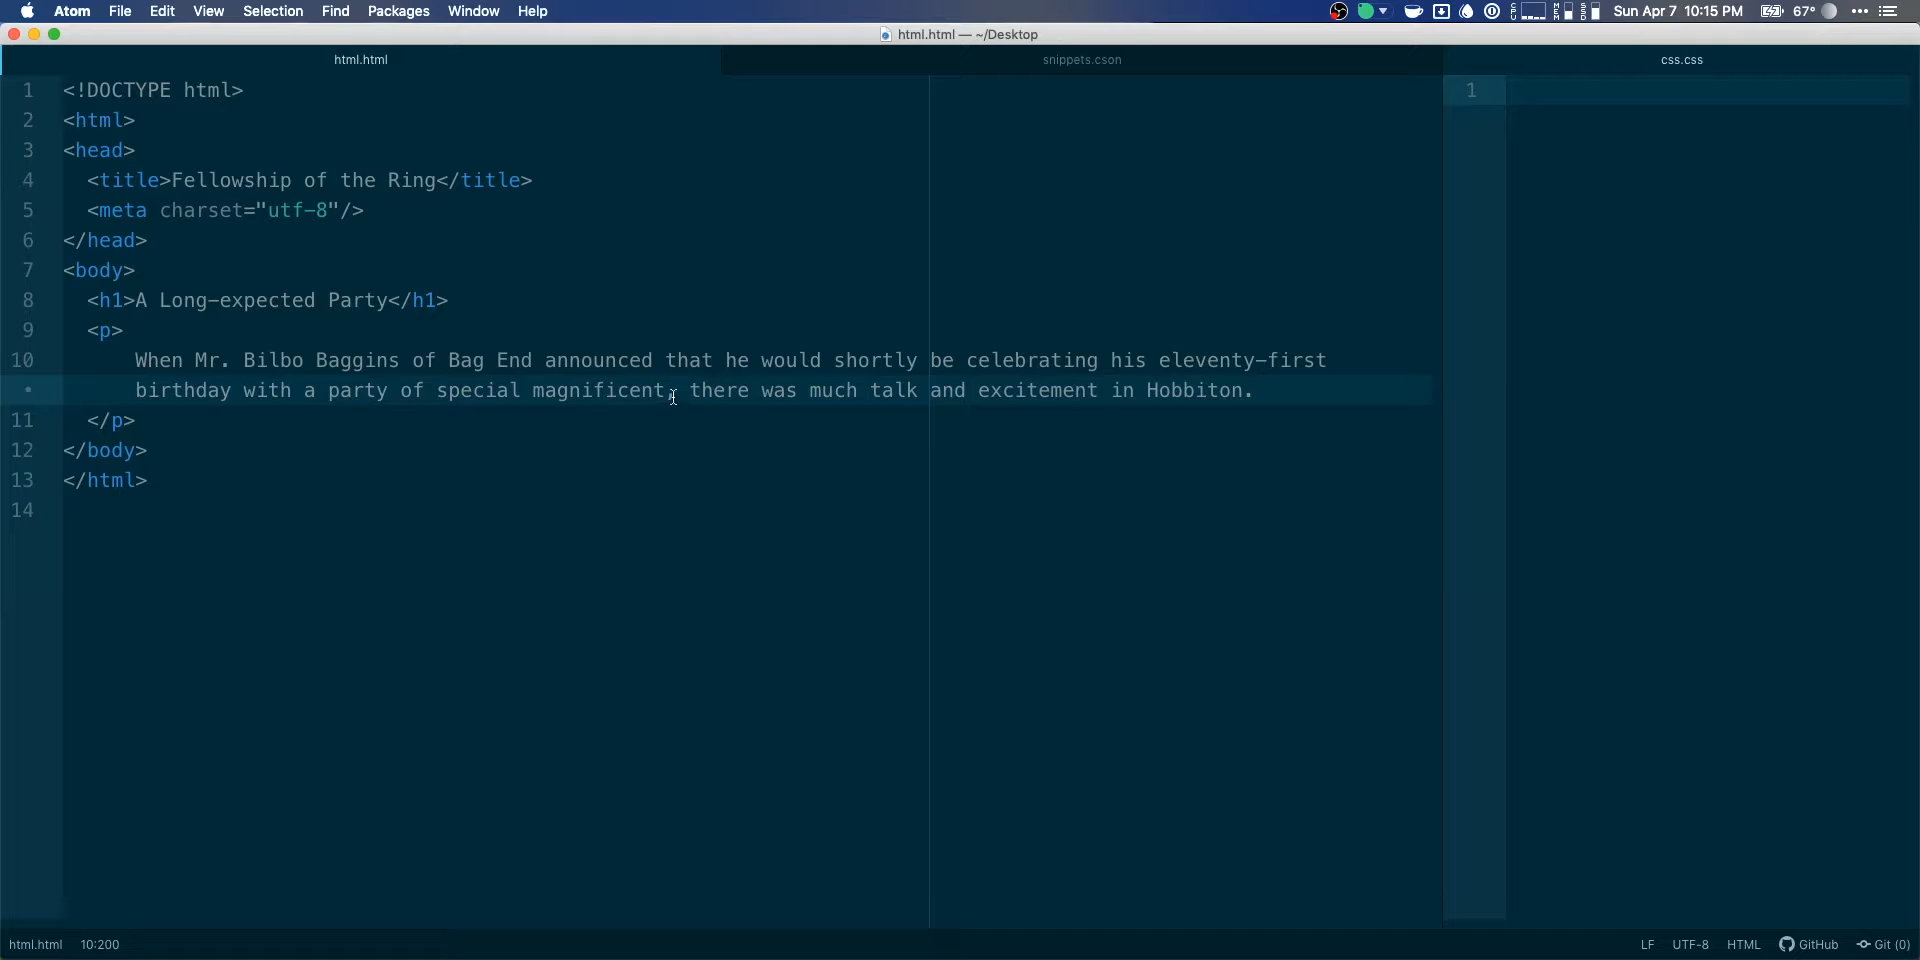 Atom File Edit View Selection Find Packages Window Help Sun Apr 7 10:15 PM 67°
html.html — ~/Desktop
html.html snippets.cson css.css
1 <!DOCTYPE html>
2 <html>
3 <head>
4 <title>Fellowship of the Ring</title>
5 <meta charset="utf-8"/>
6 </head>
7 <body>
8 <h1>A Long-expected Party</h1>
9 <p>
10 When Mr. Bilbo Baggins of Bag End announced that he would shortly be celebrating his eleventy-first
• birthday with a party of special magnificent, there was much talk and excitement in Hobbiton.
11 </p>
12 </body>
13 </html>
14
1
html.html 10:200 LF UTF-8 HTML GitHub Git (0)